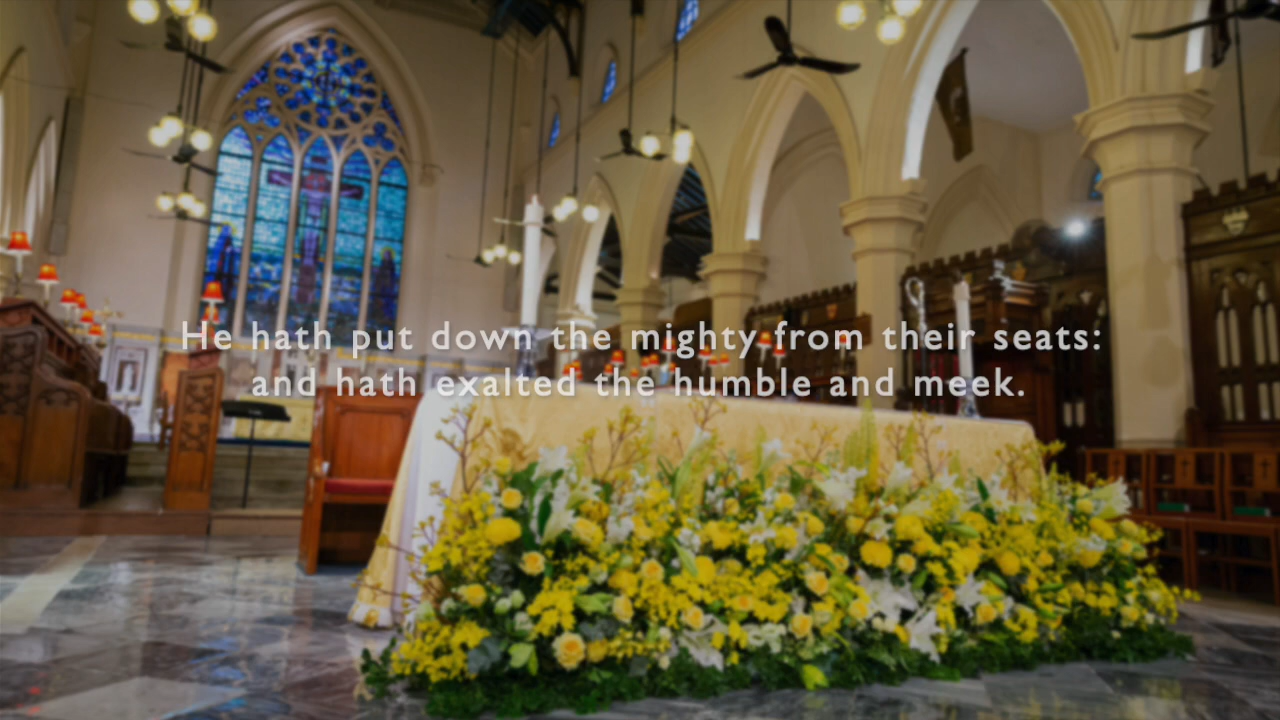 He hath put down the mighty from their seats:
and hath exalted the humble and meek.